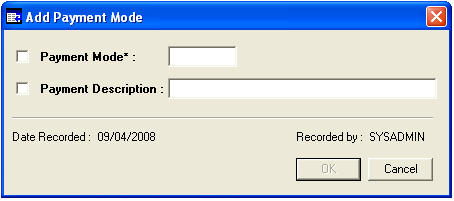 Add Payment Mode
Payment Mode* :
Payment Description :
Date Recorded : 09/04/2008 Recorded by : SYSADMIN
OK Cancel